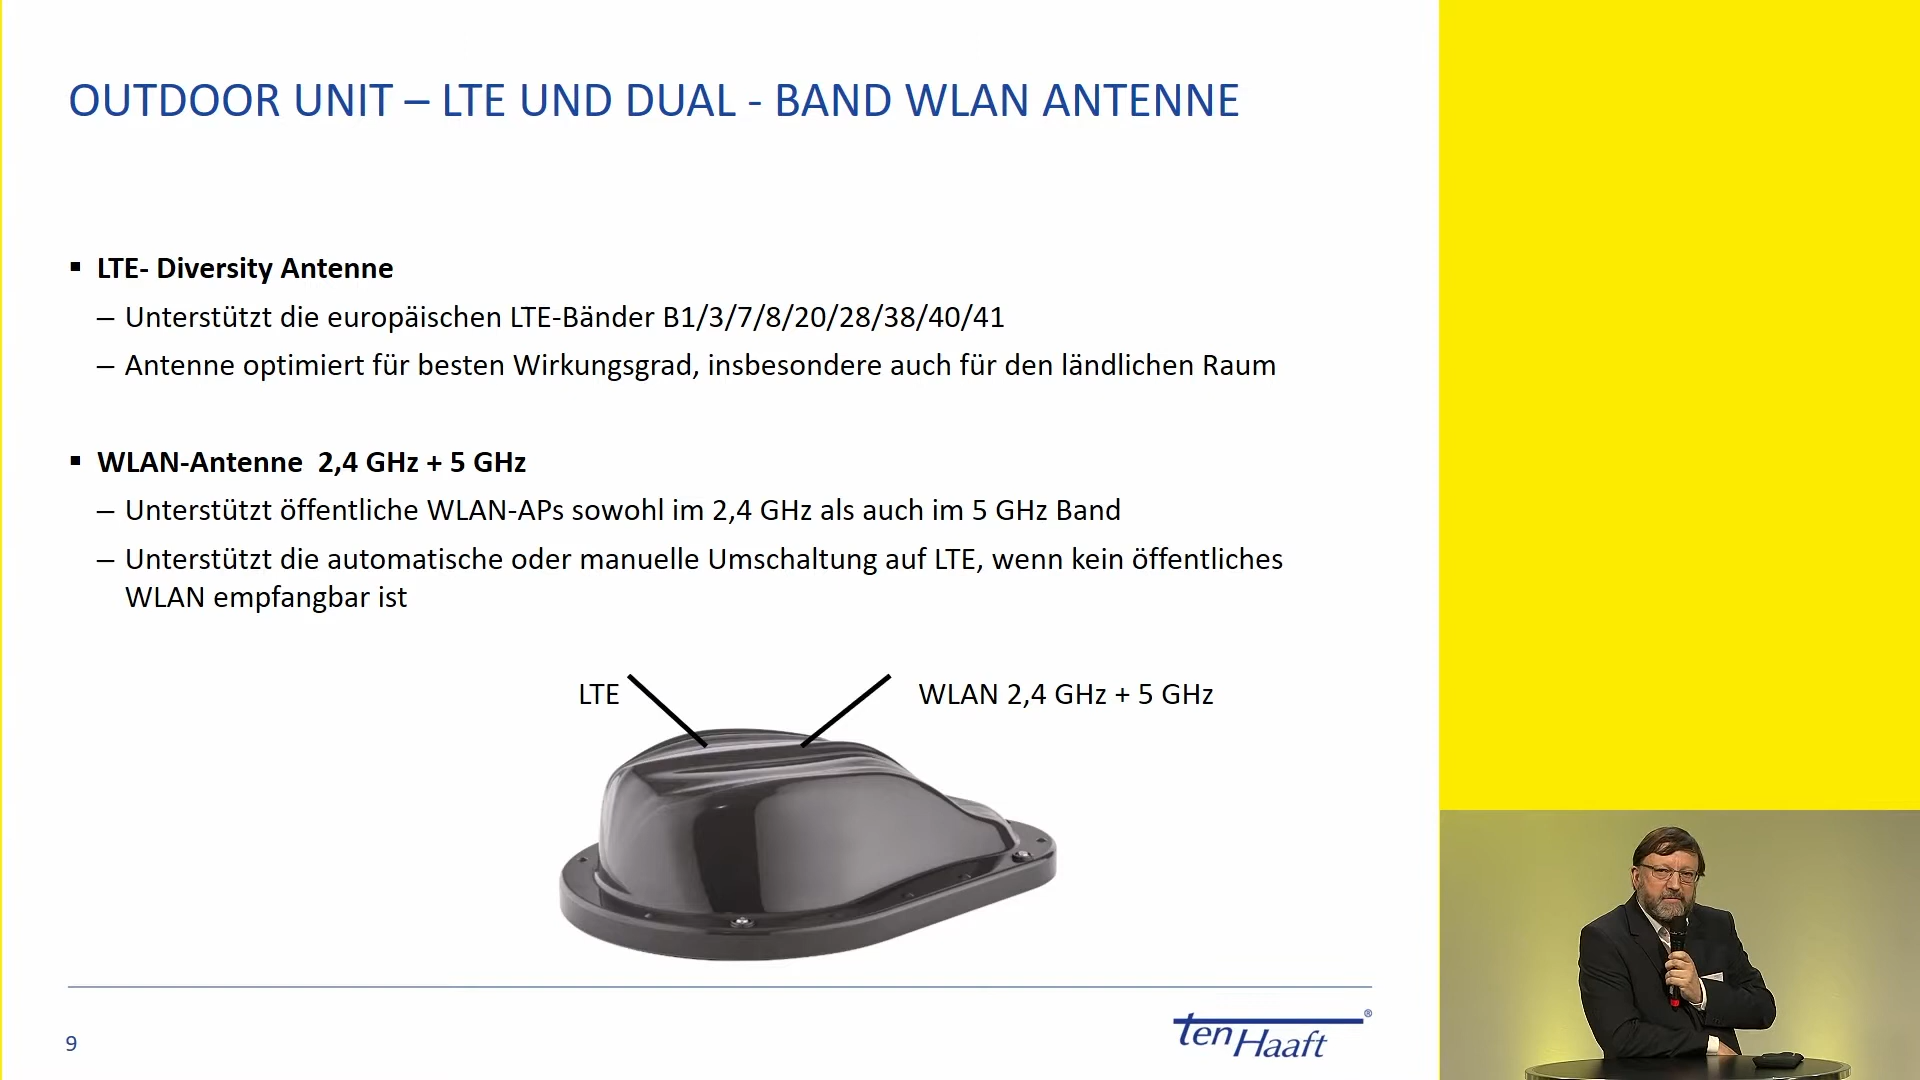 OUTDOOR UNIT – LTE UND DUAL - BAND WLAN ANTENNE
▪ LTE- Diversity Antenne
– Unterstützt die europäischen LTE-Bänder B1/3/7/8/20/28/38/40/41
– Antenne optimiert für besten Wirkungsgrad, insbesondere auch für den ländlichen Raum
▪ WLAN-Antenne  2,4 GHz + 5 GHz
– Unterstützt öffentliche WLAN-APs sowohl im 2,4 GHz als auch im 5 GHz Band
– Unterstützt die automatische oder manuelle Umschaltung auf LTE, wenn kein öffentliches
WLAN empfangbar ist
LTE
WLAN 2,4 GHz + 5 GHz
9
ten Haaft®